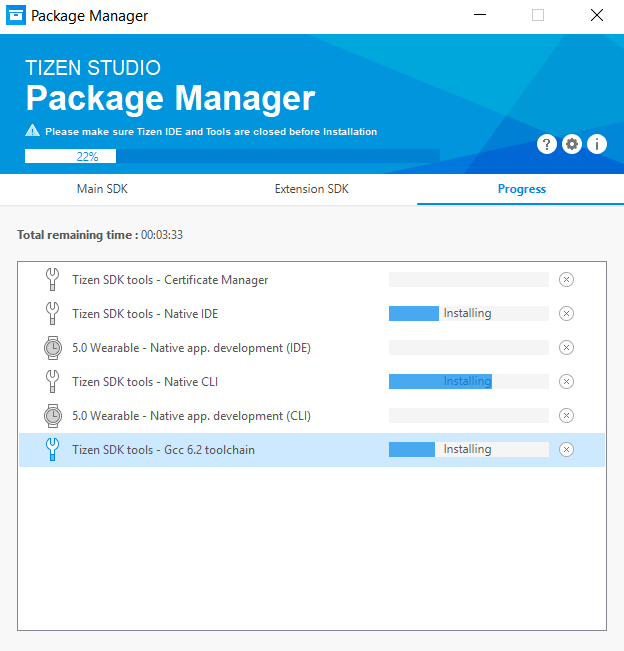 Package Manager
TIZEN STUDIO
Package Manager
Please make sure Tizen IDE and Tools are closed before Installation
22%
Main SDK
Extension SDK
Progress
Total remaining time : 00:03:33
Tizen SDK tools - Certificate Manager
Tizen SDK tools - Native IDE Installing
5.0 Wearable - Native app. development (IDE)
Tizen SDK tools - Native CLI Installing
5.0 Wearable - Native app. development (CLI)
Tizen SDK tools - Gcc 6.2 toolchain Installing